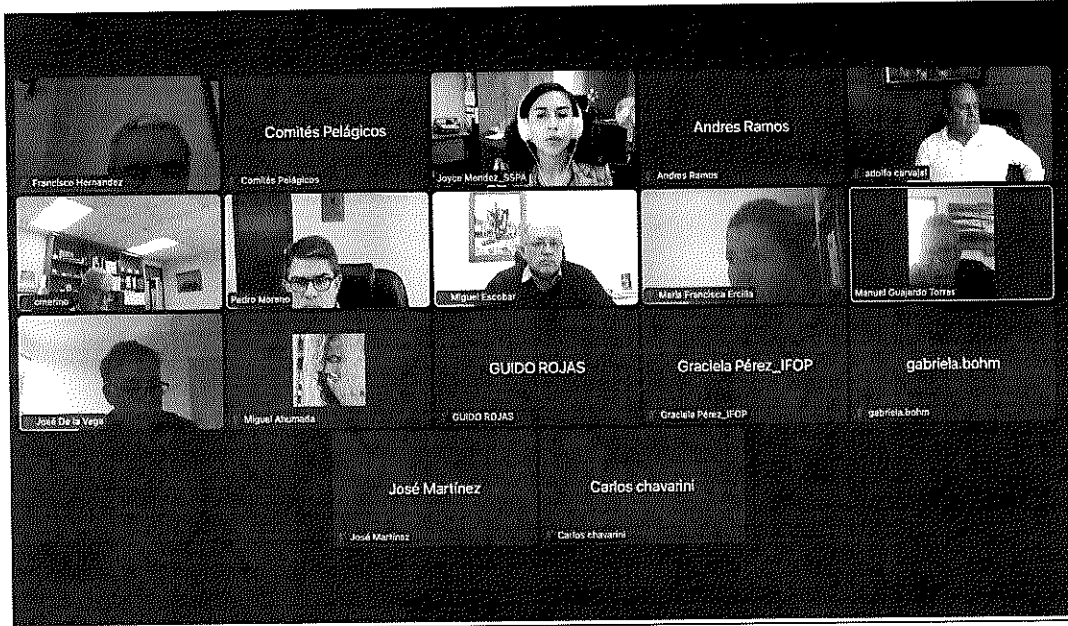 Francisco Hernandez
Comités Pelágicos
Comités Pelágicos
Joyce Mendez_SSPA
Andres Ramos
Andres Ramos
adolfo carvajal
cmerino
Pedro Moreno
Miguel Escobar
María Francisca Ercilla
Manuel Guajardo Torres
José De la Vega
Miguel Ahumada
GUIDO ROJAS
GUIDO ROJAS
Graciela Pérez_IFOP
Graciela Pérez_IFOP
gabriela.bohm
gabriela.bohm
José Martínez
José Martínez
Carlos chavarini
Carlos chavarini